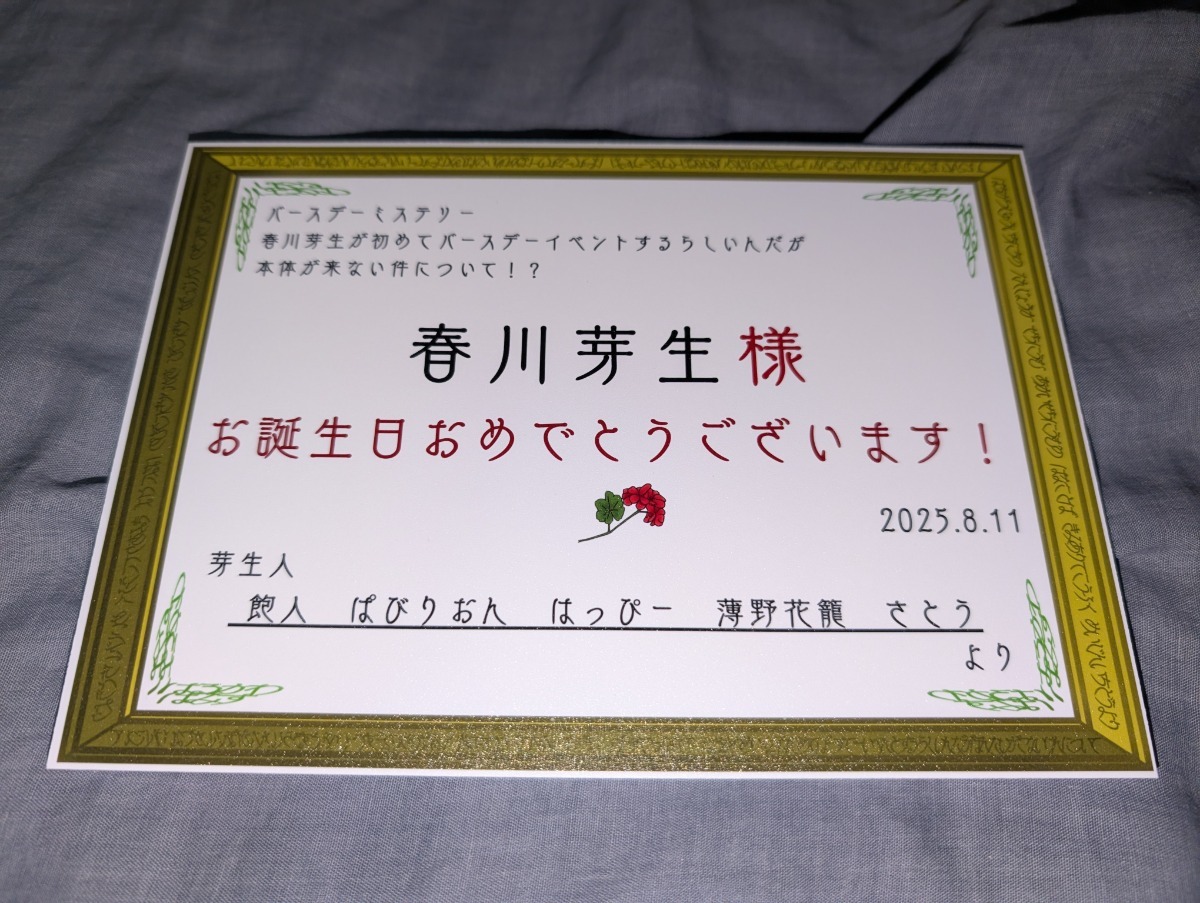 バースデーミステリー
春川芽生が初めてバースデーイベントするらしいんだが
本体が来ない件について!?
春川芽生様
お誕生日おめでとうございます!
2025.8.11
芽生人
飽人 ぱぴりおん はっぴー 薄野花籠 さとう
より